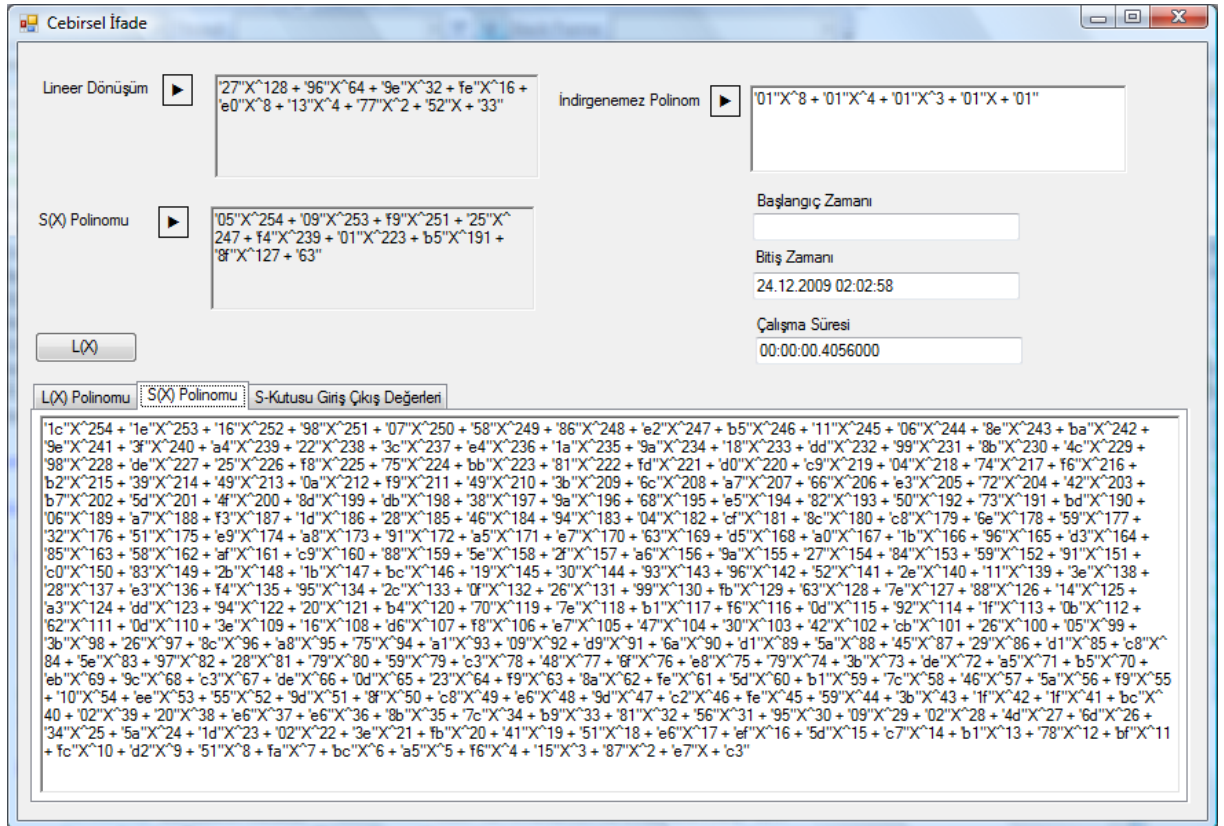 Cebirsel İfade
Lineer Dönüşüm
'27''X^128 + '96''X^64 + '9e''X^32 + 'fe''X^16 +
'e0''X^8 + '13''X^4 + '77''X^2 + '52''X + '33''
İndirgenemez Polinom
'01''X^8 + '01''X^4 + '01''X^3 + '01''X + '01''
S(X) Polinomu
'05''X^254 + '09''X^253 + 'f9''X^251 + '25''X^
247 + 'f4''X^239 + '01''X^223 + 'b5''X^191 +
'8f''X^127 + '63''
Başlangıç Zamanı
Bitiş Zamanı
24.12.2009 02:02:58
Çalışma Süresi
00:00:00.4056000
L(X)
L(X) Polinomu S(X) Polinomu S-Kutusu Giriş Çıkış Değerleri
'1c''X^254 + '1e''X^253 + '16''X^252 + '98''X^251 + '07''X^250 + '58''X^249 + '86''X^248 + 'e2''X^247 + 'b5''X^246 + '11''X^245 + '06''X^244 + '8e''X^243 + 'ba''X^242 +
'9e''X^241 + '3f''X^240 + 'a4''X^239 + '22''X^238 + '3c''X^237 + 'e4''X^236 + '1a''X^235 + '9a''X^234 + '18''X^233 + 'dd''X^232 + '99''X^231 + '8b''X^230 + '4c''X^229 +
'98''X^228 + 'de''X^227 + '25''X^226 + 'f8''X^225 + '75''X^224 + 'bb''X^223 + '81''X^222 + 'fd''X^221 + 'd0''X^220 + 'c9''X^219 + '04''X^218 + '74''X^217 + 'f6''X^216 +
'b2''X^215 + '39''X^214 + '49''X^213 + '0a''X^212 + 'f9''X^211 + '49''X^210 + '3b''X^209 + '6c''X^208 + 'a7''X^207 + '66''X^206 + 'e3''X^205 + '72''X^204 + '42''X^203 +
'b7''X^202 + '5d''X^201 + '4f''X^200 + '8d''X^199 + 'db''X^198 + '38''X^197 + '9a''X^196 + '68''X^195 + 'e5''X^194 + '82''X^193 + '50''X^192 + '73''X^191 + 'bd''X^190 +
'06''X^189 + 'a7''X^188 + 'f3''X^187 + '1d''X^186 + '28''X^185 + '46''X^184 + '94''X^183 + '04''X^182 + 'cf''X^181 + '8c''X^180 + 'c8''X^179 + '6e''X^178 + '59''X^177 +
'32''X^176 + '51''X^175 + 'e9''X^174 + 'a8''X^173 + '91''X^172 + 'a5''X^171 + 'e7''X^170 + '63''X^169 + 'd5''X^168 + 'a0''X^167 + '1b''X^166 + '96''X^165 + 'd3''X^164 +
'85''X^163 + '58''X^162 + 'af''X^161 + 'c9''X^160 + '88''X^159 + '5e''X^158 + '2f''X^157 + 'a6''X^156 + '9a''X^155 + '27''X^154 + '84''X^153 + '59''X^152 + '91''X^151 +
'c0''X^150 + '83''X^149 + '2b''X^148 + '1b''X^147 + 'bc''X^146 + '19''X^145 + '30''X^144 + '93''X^143 + '96''X^142 + '52''X^141 + '2e''X^140 + '11''X^139 + '3e''X^138 +
'28''X^137 + 'e3''X^136 + 'f4''X^135 + '95''X^134 + '2c''X^133 + '0f''X^132 + '26''X^131 + '99''X^130 + 'fb''X^129 + '63''X^128 + '7e''X^127 + '88''X^126 + '14''X^125 +
'a3''X^124 + 'dd''X^123 + '94''X^122 + '20''X^121 + 'b4''X^120 + '70''X^119 + '7e''X^118 + 'b1''X^117 + 'f6''X^116 + '0d''X^115 + '92''X^114 + '1f''X^113 + '0b''X^112 +
'62''X^111 + '0d''X^110 + '3e''X^109 + '16''X^108 + 'd6''X^107 + 'f8''X^106 + 'e7''X^105 + '47''X^104 + '30''X^103 + '42''X^102 + 'cb''X^101 + '26''X^100 + '05''X^99 +
'3b''X^98 + '26''X^97 + '8c''X^96 + 'a8''X^95 + '75''X^94 + 'a1''X^93 + '09''X^92 + 'd9''X^91 + '6a''X^90 + 'd1''X^89 + '5a''X^88 + '45''X^87 + '29''X^86 + 'd1''X^85 + 'c8''X^
84 + '5e''X^83 + '97''X^82 + '28''X^81 + '79''X^80 + '59''X^79 + 'c3''X^78 + '48''X^77 + '6f''X^76 + 'e8''X^75 + '79''X^74 + '3b''X^73 + 'de''X^72 + 'a5''X^71 + 'b5''X^70 +
'eb''X^69 + '9c''X^68 + 'c3''X^67 + 'de''X^66 + '0d''X^65 + '23''X^64 + 'f9''X^63 + '8a''X^62 + 'fe''X^61 + '5d''X^60 + 'b1''X^59 + '7c''X^58 + '46''X^57 + '5a''X^56 + 'f9''X^55
+ '10''X^54 + 'ee''X^53 + '55''X^52 + '9d''X^51 + '8f''X^50 + 'c8''X^49 + 'e6''X^48 + '9d''X^47 + 'c2''X^46 + 'fe''X^45 + '59''X^44 + '3b''X^43 + '1f''X^42 + '1f''X^41 + 'bc''X^
40 + '02''X^39 + '20''X^38 + 'e6''X^37 + 'e6''X^36 + '8b''X^35 + '7c''X^34 + 'b9''X^33 + '81''X^32 + '56''X^31 + '95''X^30 + '09''X^29 + '02''X^28 + '4d''X^27 + '6d''X^26 +
'34''X^25 + '5a''X^24 + '1d''X^23 + '02''X^22 + '3e''X^21 + 'fb''X^20 + '41''X^19 + '51''X^18 + 'e6''X^17 + 'ef''X^16 + '5d''X^15 + 'c7''X^14 + 'b1''X^13 + '78''X^12 + 'bf''X^11
+ 'fc''X^10 + 'd2''X^9 + '51''X^8 + 'fa''X^7 + 'bc''X^6 + 'a5''X^5 + 'f6''X^4 + '15''X^3 + '87''X^2 + 'e7''X + 'c3''